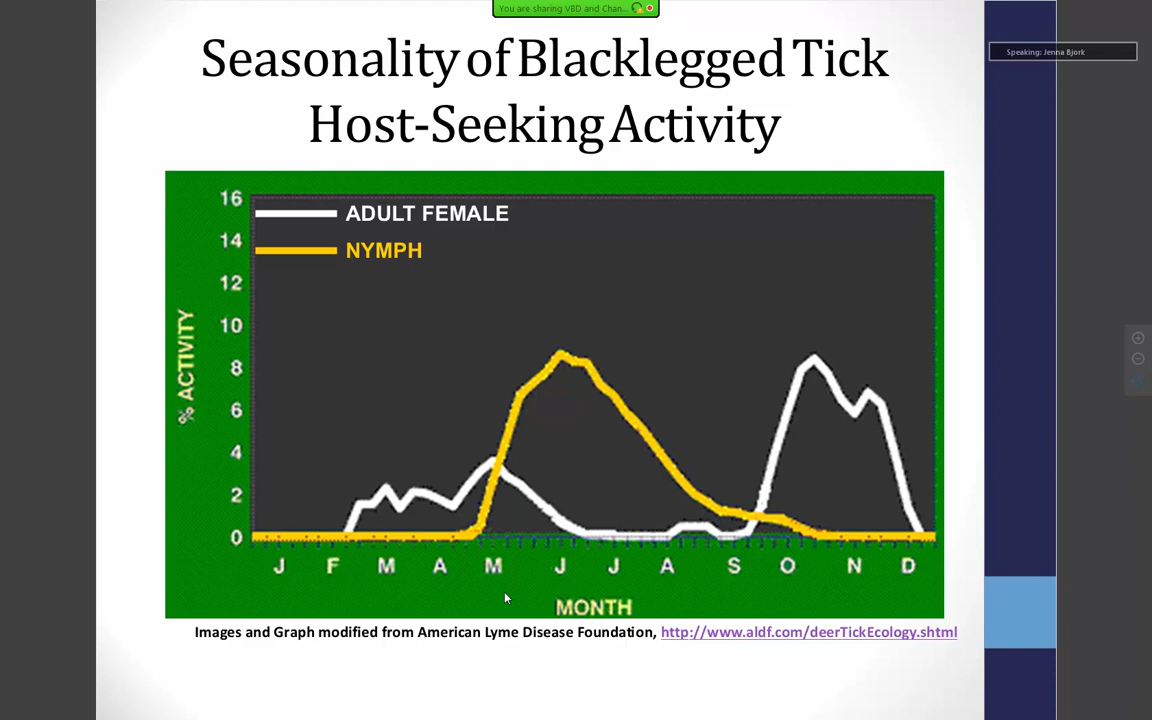 You are sharing VBD and Chan...
Speaking: Jenna Bjork
Seasonality of Blacklegged Tick
Host-Seeking Activity
16
14
12
10
8
6
4
2
0
% ACTIVITY
ADULT FEMALE
NYMPH
J F M A M J J A S O N D
MONTH
Images and Graph modified from American Lyme Disease Foundation, http://www.aldf.com/deerTickEcology.shtml